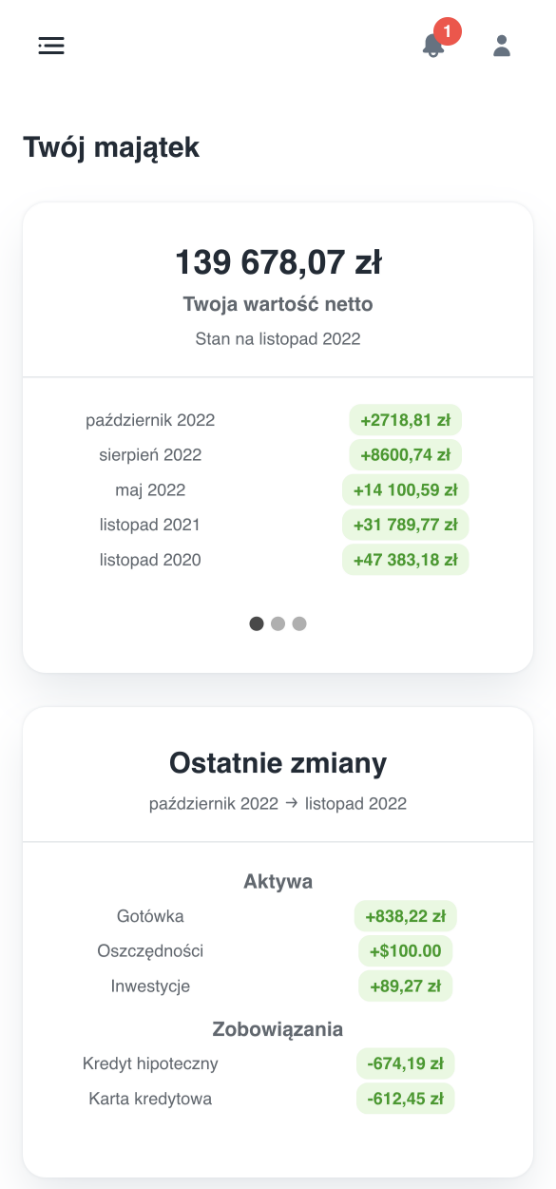 1
Twój majątek
139 678,07 zł
Twoja wartość netto
Stan na listopad 2022
październik 2022 +2718,81 zł
sierpień 2022 +8600,74 zł
maj 2022 +14 100,59 zł
listopad 2021 +31 789,77 zł
listopad 2020 +47 383,18 zł
Ostatnie zmiany
październik 2022 → listopad 2022
Aktywa
Gotówka +838,22 zł
Oszczędności +$100.00
Inwestycje +89,27 zł
Zobowiązania
Kredyt hipoteczny -674,19 zł
Karta kredytowa -612,45 zł